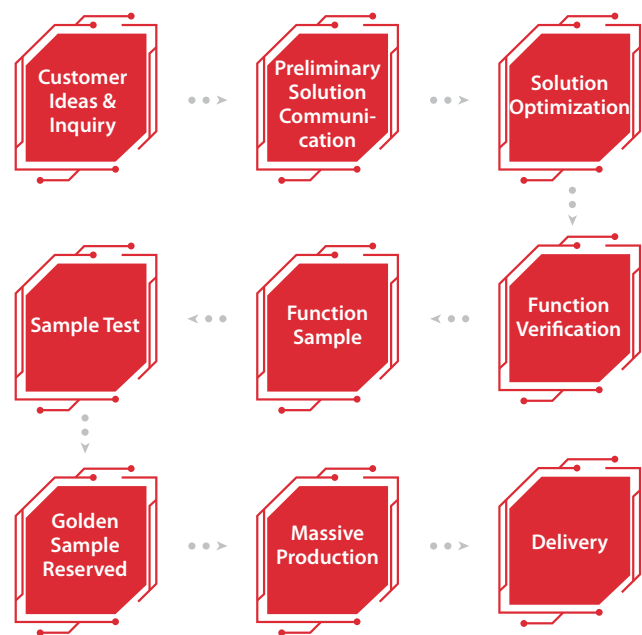 Customer
Ideas &
Inquiry
Preliminary
Solution
Communi-
cation
Solution
Optimization
Sample Test
Function
Sample
Function
Verification
Golden
Sample
Reserved
Massive
Production
Delivery